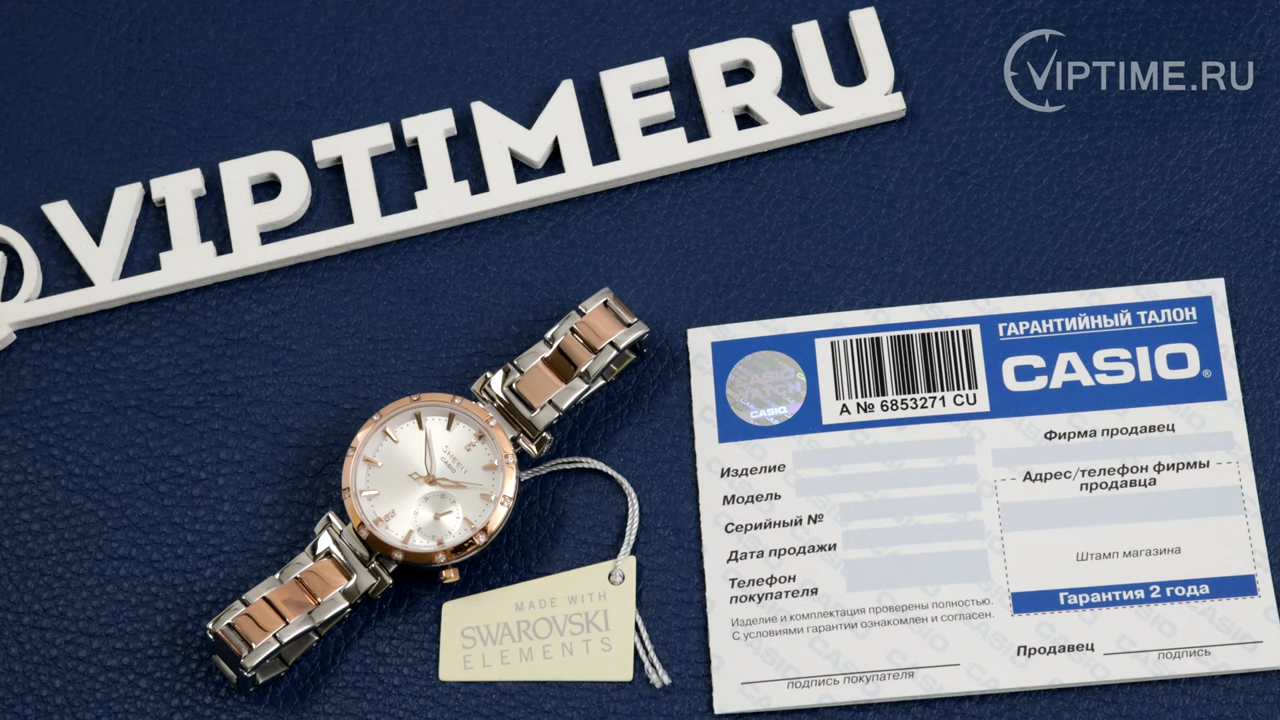 VIPTIMERU
VIPTIME.RU
ГАРАНТИЙНЫЙ ТАЛОН
CASIO®
CASIO
A № 6853271 CU
Фирма продавец
Изделие
Модель
Серийный №
Дата продажи
Телефон
покупателя
Адрес/телефон фирмы
продавца
Штамп магазина
Гарантия 2 года
Изделие и комплектация проверены полностью.
С условиями гарантии ознакомлен и согласен.
Продавец
подпись
подпись покупателя
SHEEN
CASIO
MADE WITH
SWAROVSKI
ELEMENTS